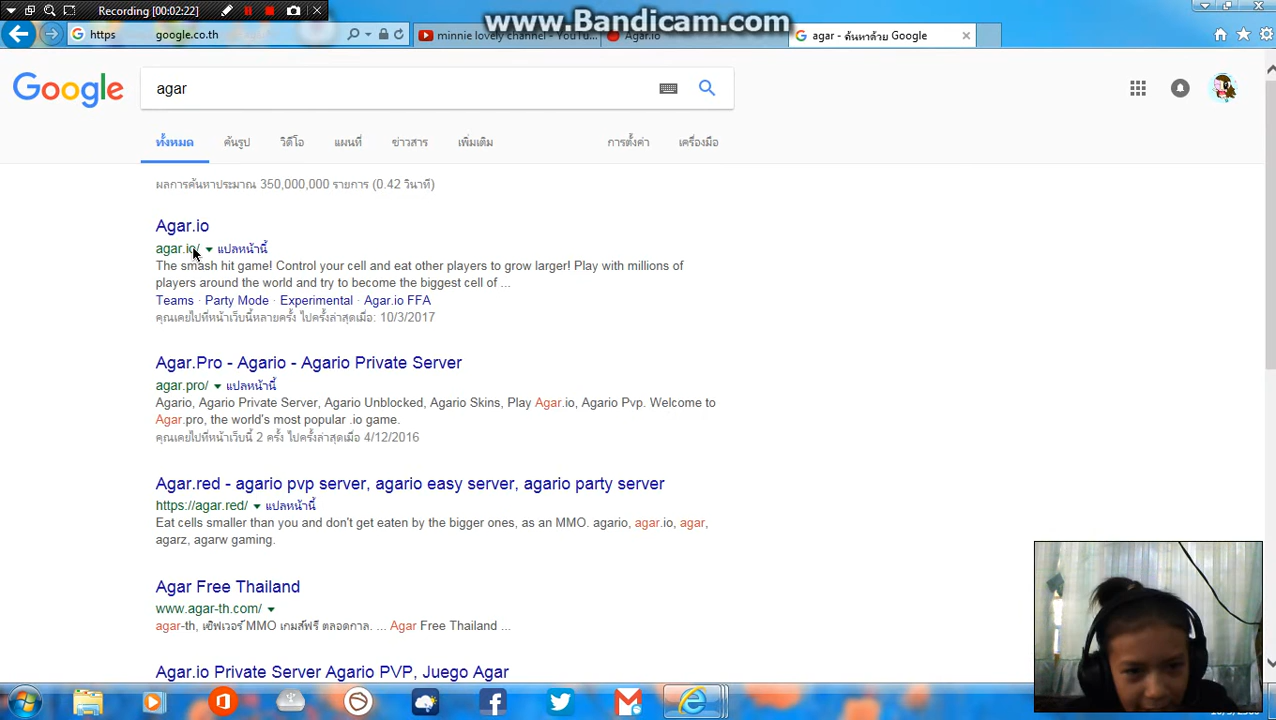 Recording [00:02:22]
www.Bandicam.com
https google.co.th
minnie lovely channel - YouTu...
Agar.io
agar - ค้นหาด้วย Google
Google
agar
ทั้งหมด ค้นรูป วิดีโอ แผนที่ ข่าวสาร เพิ่มเติม การตั้งค่า เครื่องมือ
ผลการค้นหาประมาณ 350,000,000 รายการ (0.42 วินาที)
Agar.io
agar.io/ แปลหน้านี้
The smash hit game! Control your cell and eat other players to grow larger! Play with millions of
players around the world and try to become the biggest cell of ...
Teams · Party Mode · Experimental · Agar.io FFA
คุณเคยไปที่หน้าเว็บนี้หลายครั้ง ไปครั้งล่าสุดเมื่อ: 10/3/2017
Agar.Pro - Agario - Agario Private Server
agar.pro/ แปลหน้านี้
Agario, Agario Private Server, Agario Unblocked, Agario Skins, Play Agar.io, Agario Pvp. Welcome to
Agar.pro, the world's most popular .io game.
คุณเคยไปที่หน้าเว็บนี้ 2 ครั้ง ไปครั้งล่าสุดเมื่อ 4/12/2016
Agar.red - agario pvp server, agario easy server, agario party server
https://agar.red/ แปลหน้านี้
Eat cells smaller than you and don't get eaten by the bigger ones, as an MMO. agario, agar.io, agar,
agarz, agarw gaming.
Agar Free Thailand
www.agar-th.com/
agar-th, เซิฟเวอร์ MMO เกมส์ฟรี ตลอดกาล. ... Agar Free Thailand ...
Agar.io Private Server Agario PVP, Juego Agar